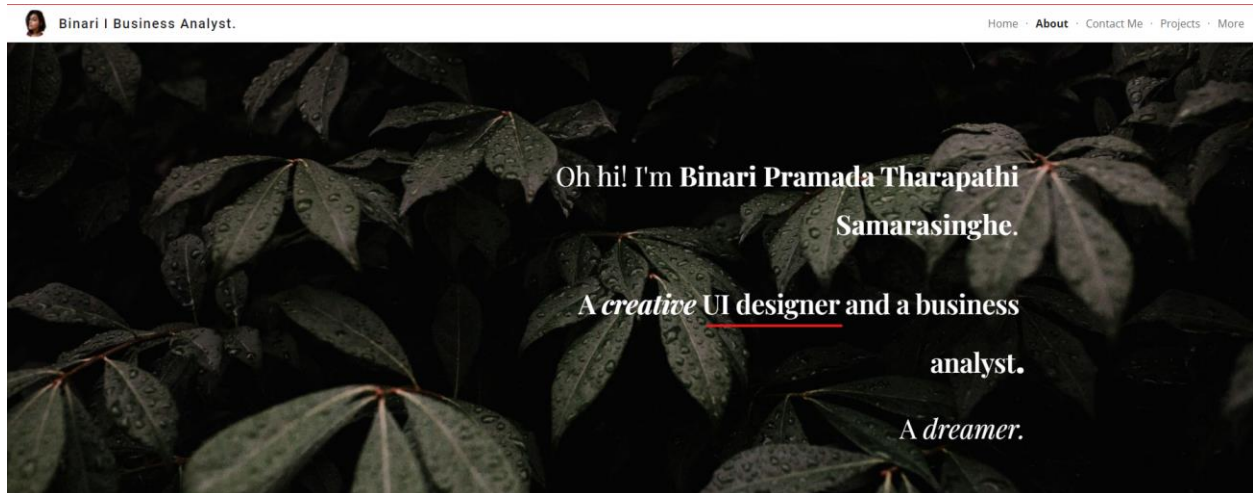 Binari I Business Analyst.
Home · About · Contact Me · Projects · More
Oh hi! I'm Binari Pramada Tharapathi
Samarasinghe.
A creative UI designer and a business
analyst.
A dreamer.